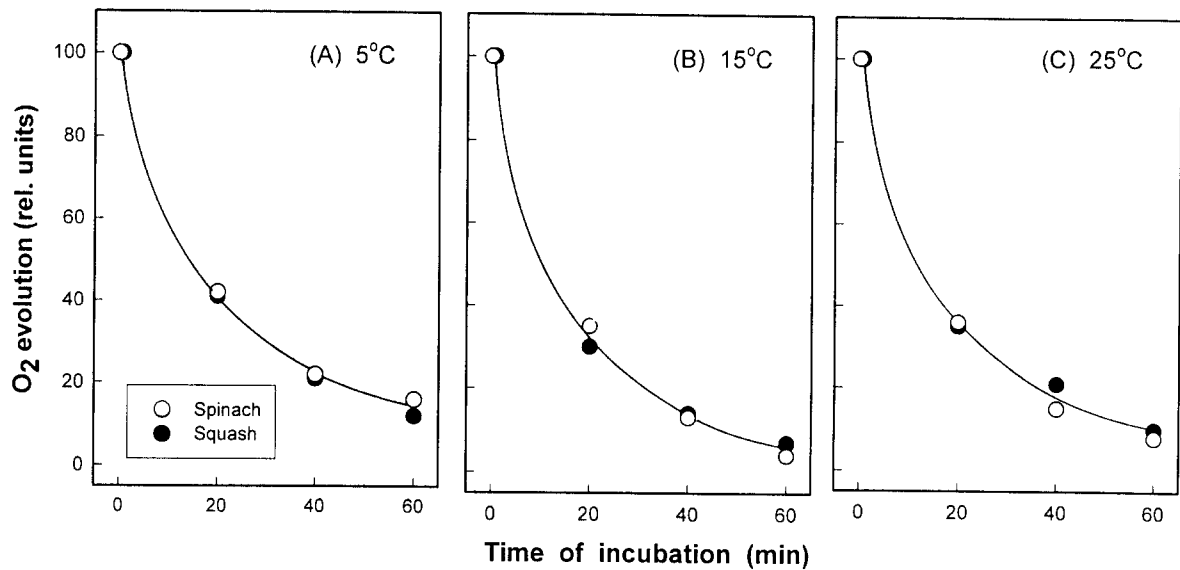 O2 evolution (rel. units)
100
80
60
40
20
0
(A) 5°C
(B) 15°C
(C) 25°C
Spinach
Squash
0 20 40 60
0 20 40 60
0 20 40 60
Time of incubation (min)